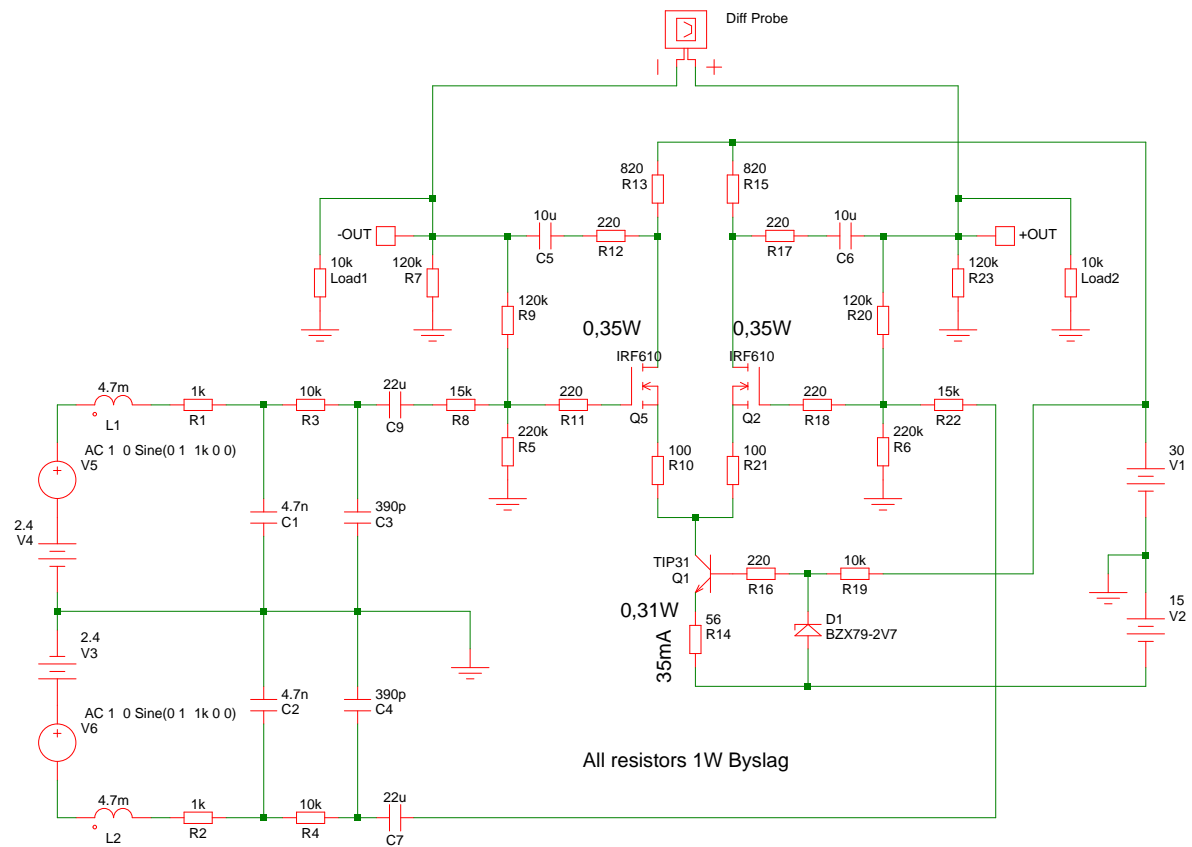 Diff Probe
820
R13
820
R15
-OUT
10u
C5
220
R12
220
R17
10u
C6
+OUT
10k
Load1
120k
R7
120k
R23
10k
Load2
120k
R9
120k
R20
0,35W
0,35W
IRF610
IRF610
4.7m
L1
1k
R1
10k
R3
22u
C9
15k
R8
220
R11
Q5
Q2
220
R18
15k
R22
AC 1 0 Sine(0 1 1k 0 0)
V5
220k
R5
100
R10
100
R21
220k
R6
30
V1
2.4
V4
4.7n
C1
390p
C3
TIP31
Q1
220
R16
10k
R19
0,31W
35mA
56
R14
D1
BZX79-2V7
15
V2
2.4
V3
4.7n
C2
390p
C4
AC 1 0 Sine(0 1 1k 0 0)
V6
All resistors 1W Byslag
4.7m
L2
1k
R2
10k
R4
22u
C7